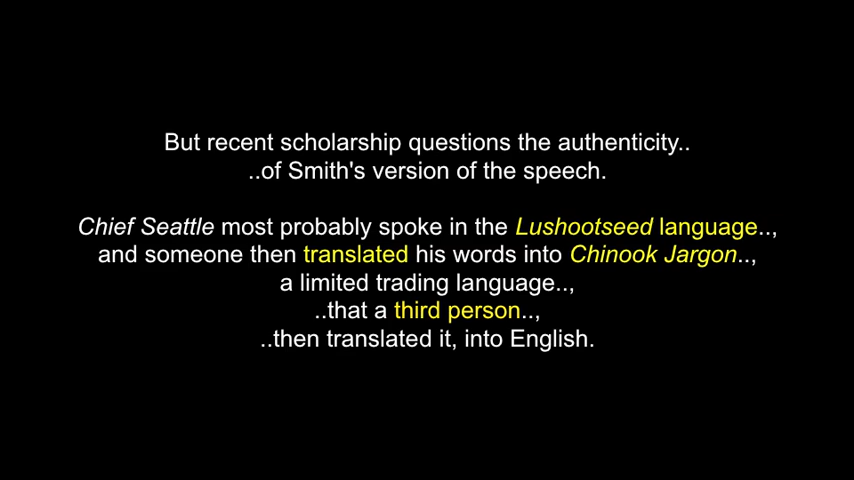 But recent scholarship questions the authenticity..
..of Smith's version of the speech.
Chief Seattle most probably spoke in the Lushootseed language..,
and someone then translated his words into Chinook Jargon..,
a limited trading language..,
..that a third person..,
..then translated it, into English.